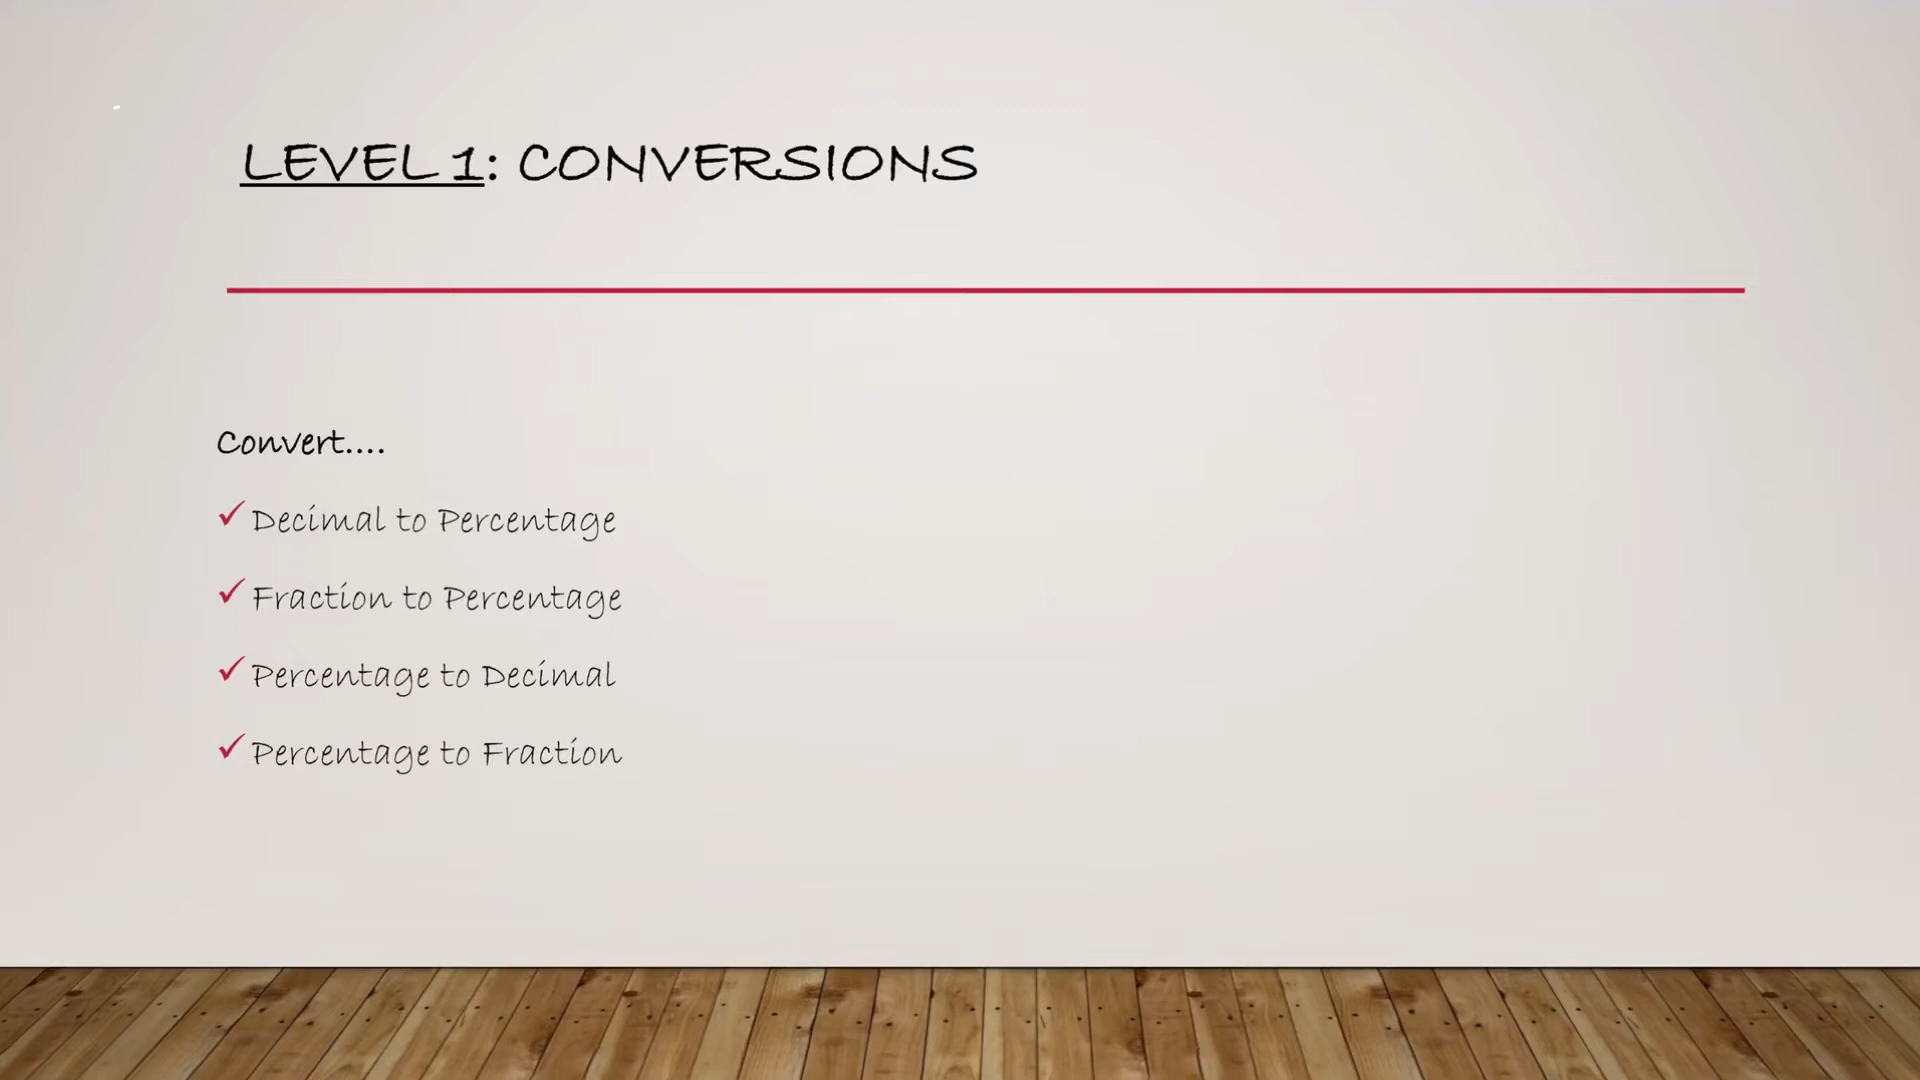 LEVEL 1: CONVERSIONS
Convert....
Decimal to Percentage
Fraction to Percentage
Percentage to Decimal
Percentage to Fraction